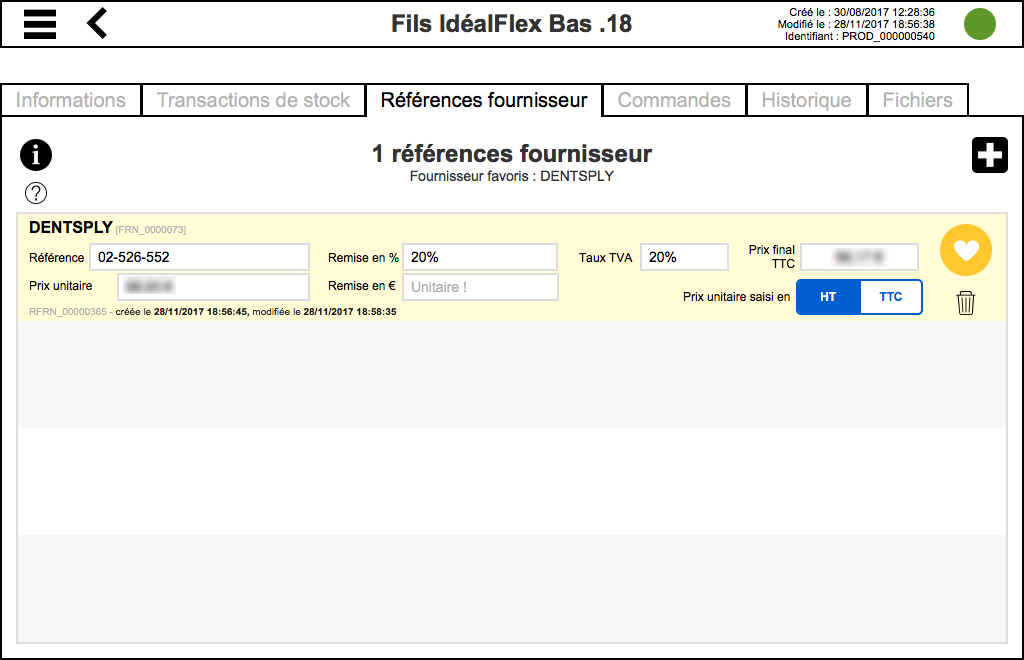 Fils IdéalFlex Bas .18
Créé le : 30/08/2017 12:28:36
Modifié le : 28/11/2017 18:56:38
Identifiant : PROD_000000540
Informations
Transactions de stock
Références fournisseur
Commandes
Historique
Fichiers
1 références fournisseur
Fournisseur favoris : DENTSPLY
DENTSPLY [FRN_0000073]
Référence 02-526-552
Remise en % 20%
Taux TVA 20%
Prix final
TTC
Prix unitaire
Remise en € Unitaire !
Prix unitaire saisi en HT TTC
RFRN_00000365 - créée le 28/11/2017 18:56:45, modifiée le 28/11/2017 18:58:35